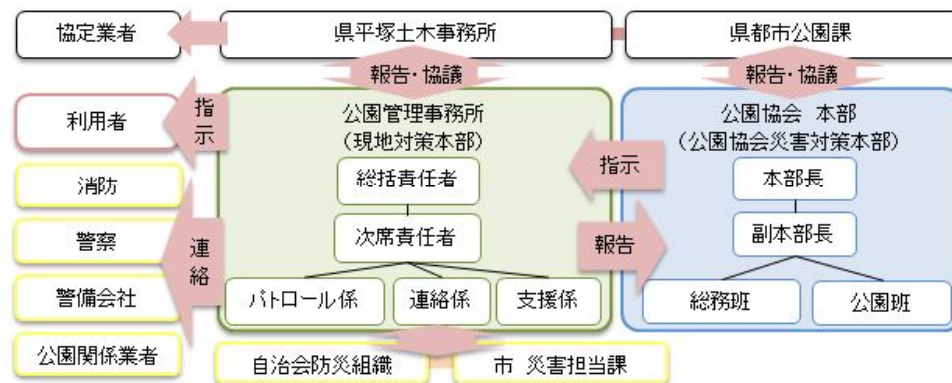 協定業者
県平塚土木事務所
県都市公園課
報告・協議
報告・協議
利用者
指示
公園管理事務所
(現地対策本部)
公園協会 本部
(公園協会災害対策本部)
消防
総括責任者
指示
本部長
警察
連絡
次席責任者
報告
副本部長
警備会社
パトロール係
連絡係
支援係
総務班
公園班
公園関係業者
自治会防災組織
市 災害担当課